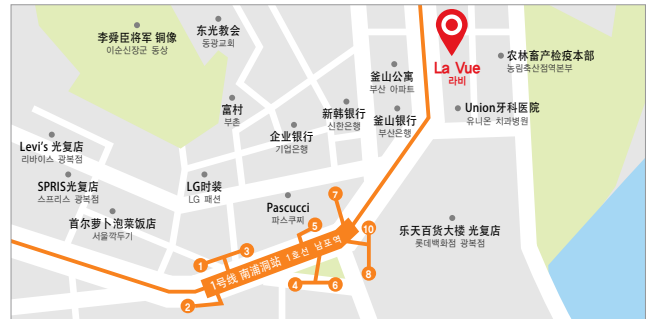 李舜臣将军 铜像
이순신장군 동상
东光教会
동광교회
La Vue
라비
农林畜产检疫本部
농림축산점역본부
釜山公寓
부산 아파트
富村
부촌
新韩银行
신한은행
釜山银行
부산은행
Union牙科医院
유니온 치과병원
企业银行
기업은행
Levi's 光复店
리바이스 광복점
SPRIS光复店
스프리스 광복점
LG时装
LG 패션
Pascucci
파스쿠찌
首尔萝卜泡菜饭店
서울깍두기
乐天百货大楼 光复店
롯데백화점 광복점
7
5
10
3
1
1号线 南浦洞站 1호선 남포역
8
4
6
2